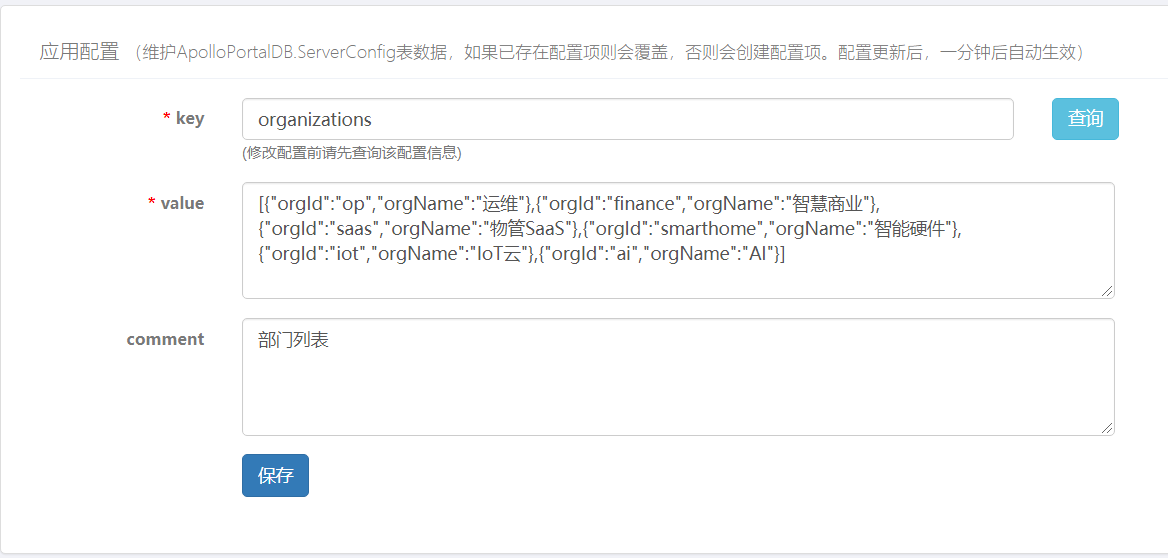 应用配置 （维护ApolloPortalDB.ServerConfig表数据，如果已存在配置项则会覆盖，否则会创建配置项。配置更新后，一分钟后自动生效）
* key
organizations
查询
(修改配置前请先查询该配置信息)
* value
[{"orgId":"op","orgName":"运维"},{"orgId":"finance","orgName":"智慧商业"},
{"orgId":"saas","orgName":"物管SaaS"},{"orgId":"smarthome","orgName":"智能硬件"},
{"orgId":"iot","orgName":"IoT云"},{"orgId":"ai","orgName":"AI"}]
comment
部门列表
保存